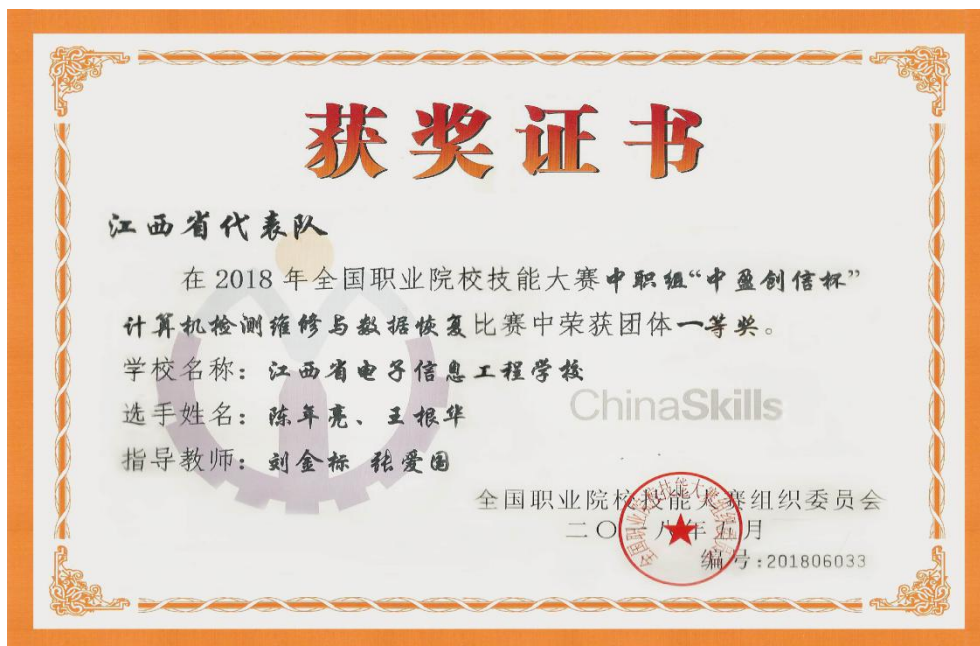 获奖证书
江西省代表队
在 2018 年全国职业院校技能大赛中职组“中盈创信杯”
计算机检测维修与数据恢复比赛中荣获团体一等奖。
学校名称：江西省电子信息工程学校
ChinaSkills
选手姓名：陈年亮、王根华
指导教师：刘金标 张爱国
全国职业院校技能大赛组织委员会
二〇一八年五月
编号:201806033